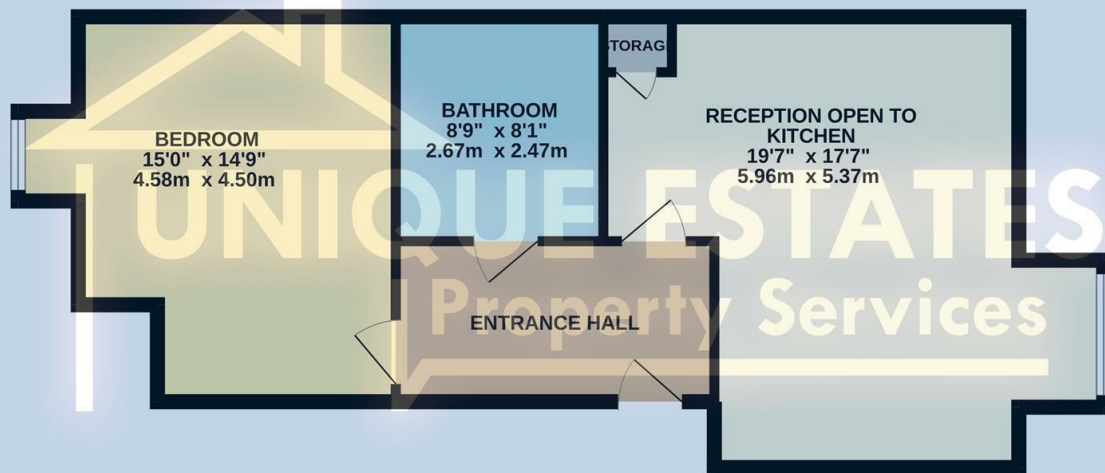 STORAG
BEDROOM
15'0" x 14'9"
4.58m x 4.50m
BATHROOM
8'9" x 8'1"
2.67m x 2.47m
RECEPTION OPEN TO
KITCHEN
19'7" x 17'7"
5.96m x 5.37m
UNIQUE ESTATES
Property Services
ENTRANCE HALL